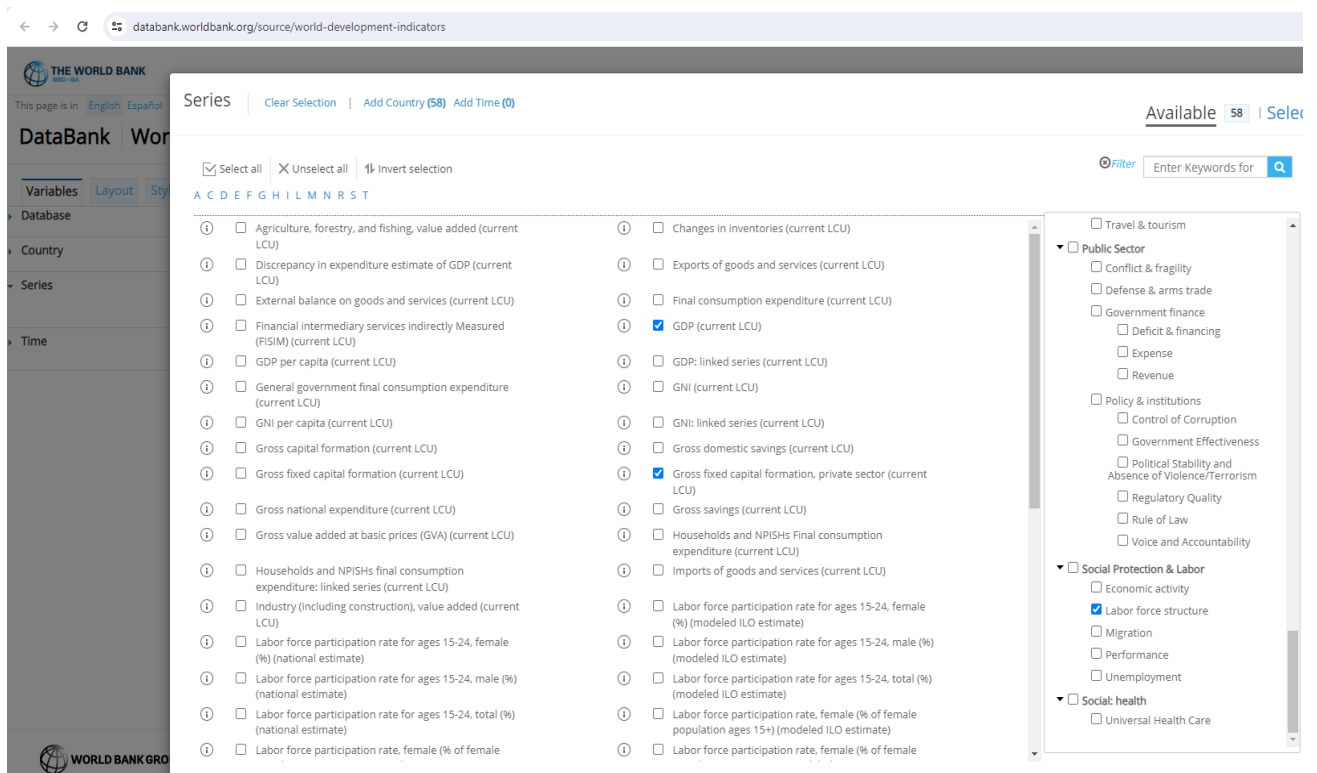 databank.worldbank.org/source/world-development-indicators
THE WORLD BANK
IBRD • IDA
This page is in English Español
DataBank Wor
Variables Layout Sty
Database
Country
Series
Time
WORLD BANK GRO
Series Clear Selection | Add Country (58) Add Time (0)
Available 58 | Selec
Select all Unselect all Invert selection
Filter Enter Keywords for
A C D E F G H I L M N R S T
Agriculture, forestry, and fishing, value added (current
LCU)
Changes in inventories (current LCU)
Discrepancy in expenditure estimate of GDP (current
LCU)
Exports of goods and services (current LCU)
External balance on goods and services (current LCU)
Final consumption expenditure (current LCU)
Financial intermediary services indirectly Measured
(FISIM) (current LCU)
GDP (current LCU)
GDP per capita (current LCU)
GDP: linked series (current LCU)
General government final consumption expenditure
(current LCU)
GNI (current LCU)
GNI per capita (current LCU)
GNI: linked series (current LCU)
Gross capital formation (current LCU)
Gross domestic savings (current LCU)
Gross fixed capital formation (current LCU)
Gross fixed capital formation, private sector (current
LCU)
Gross national expenditure (current LCU)
Gross savings (current LCU)
Gross value added at basic prices (GVA) (current LCU)
Households and NPISHs Final consumption
expenditure (current LCU)
Households and NPISHs final consumption
expenditure: linked series (current LCU)
Imports of goods and services (current LCU)
Industry (including construction), value added (current
LCU)
Labor force participation rate for ages 15-24, female
(%) (modeled ILO estimate)
Labor force participation rate for ages 15-24, female
(%) (national estimate)
Labor force participation rate for ages 15-24, male (%)
(modeled ILO estimate)
Labor force participation rate for ages 15-24, male (%)
(national estimate)
Labor force participation rate for ages 15-24, total (%)
(modeled ILO estimate)
Labor force participation rate for ages 15-24, total (%)
(national estimate)
Labor force participation rate, female (% of female
population ages 15+) (modeled ILO estimate)
Labor force participation rate, female (% of female
Labor force participation rate, female (% of female
Travel & tourism
Public Sector
Conflict & fragility
Defense & arms trade
Government finance
Deficit & financing
Expense
Revenue
Policy & institutions
Control of Corruption
Government Effectiveness
Political Stability and
Absence of Violence/Terrorism
Regulatory Quality
Rule of Law
Voice and Accountability
Social Protection & Labor
Economic activity
Labor force structure
Migration
Performance
Unemployment
Social: health
Universal Health Care